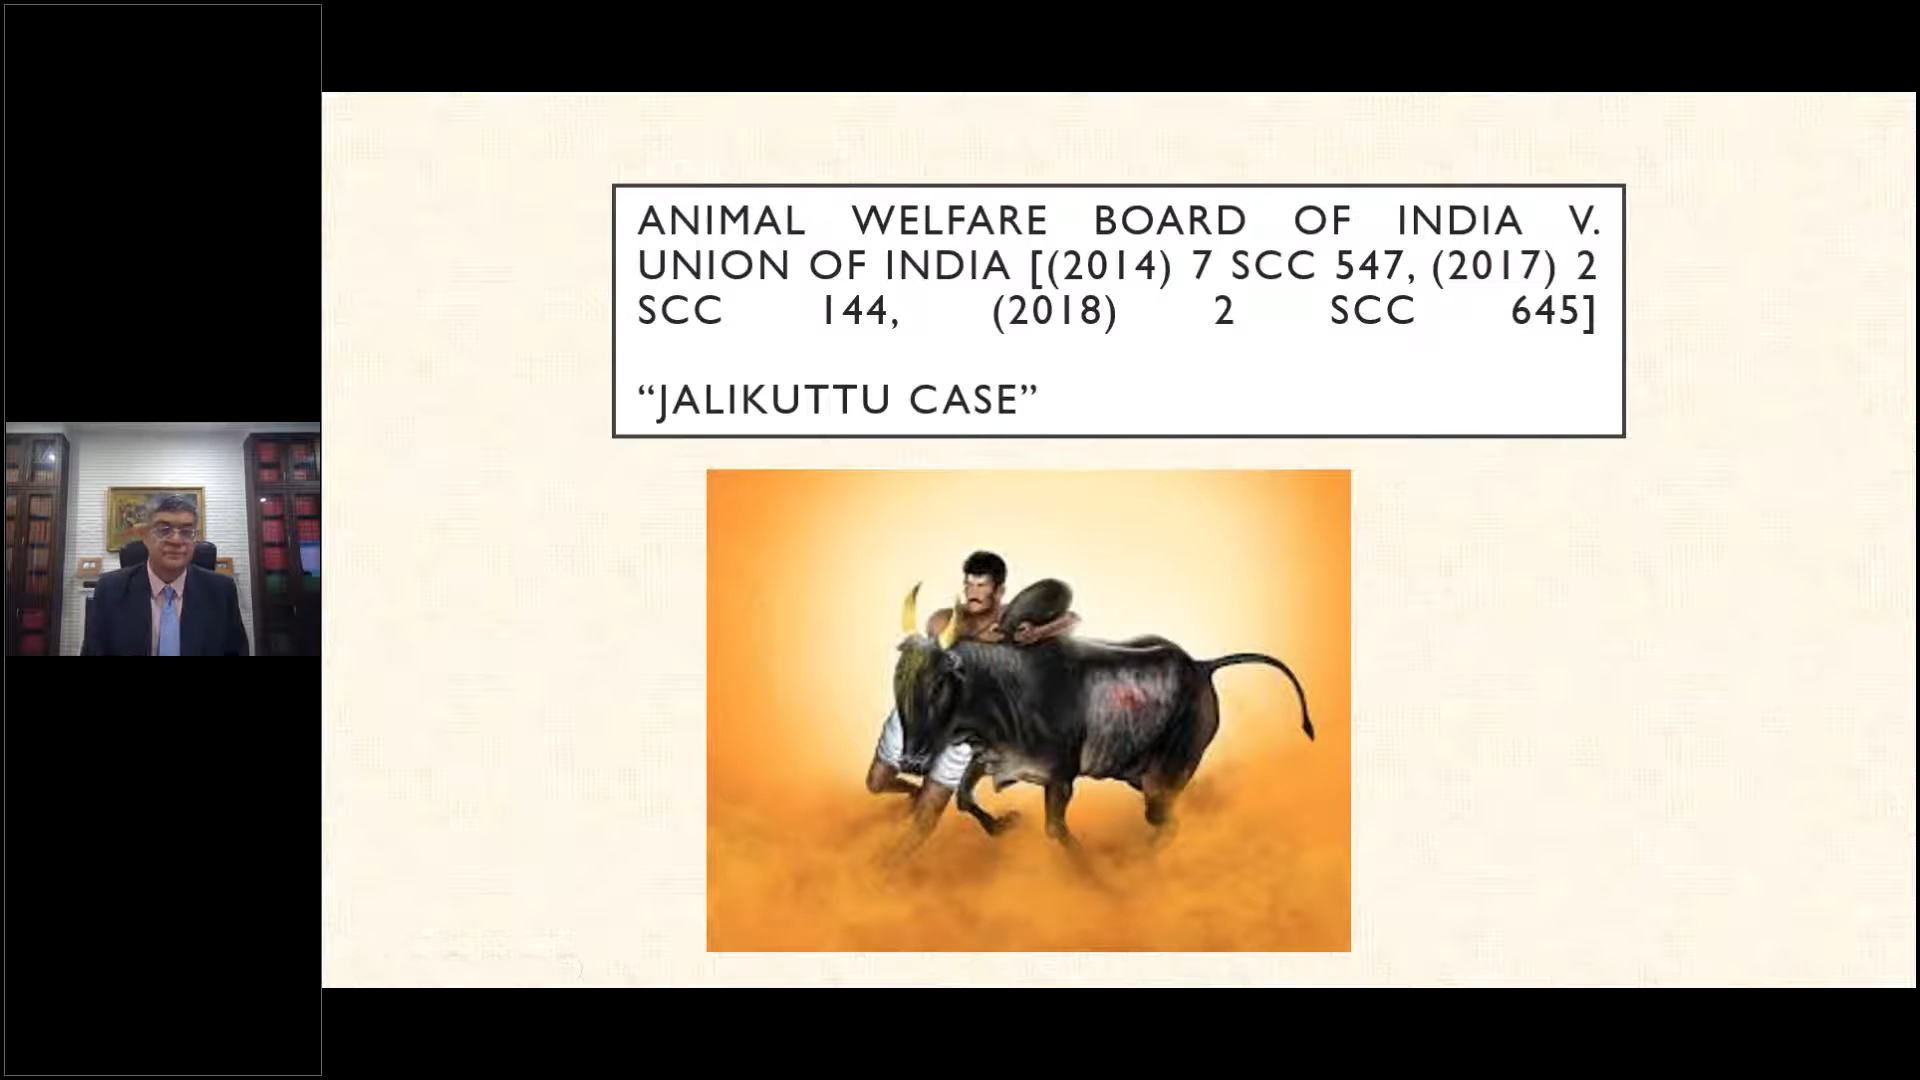 ANIMAL WELFARE BOARD OF INDIA V.
UNION OF INDIA [(2014) 7 SCC 547, (2017) 2
SCC 144, (2018) 2 SCC 645]
“JALIKUTTU CASE”